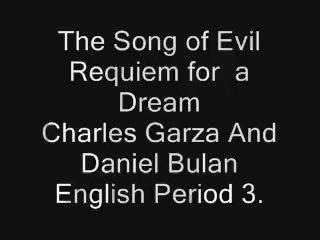 The Song of Evil
Requiem for a
Dream
Charles Garza And
Daniel Bulan
English Period 3.